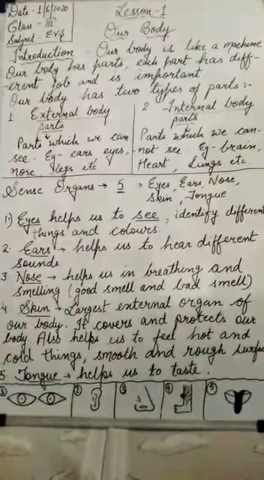 Date - 1/6/2020
Lesson - 1
Class - III
Our Body
Subject - EVS
Introduction Our body is like a machine
Our body has parts, each part has diff-
erent job and is important
Our body has two types of parts:-
1 External body parts
Parts which we can
see. Eg- ears eyes,
Nose, legs etc
2 Internal body parts
Parts which we can-
not see Eg- brain,
Heart, Lungs etc
Sense Organs → 5 → Eyes, Ears, Nose,
Skin, Tongue
1.) Eyes helps us to see, identify different
things and colours.
2. Ears → helps us to hear different
sounds.
3 Nose → helps us in breathing and
smelling (good smell and bad smell)
4 Skin → Largest external organ of
our body. It covers and protects our
body Also helps us to feel hot and
cold things, smooth and rough surface
5 Tongue → helps us to taste.
① ② ③ ④ ⑤